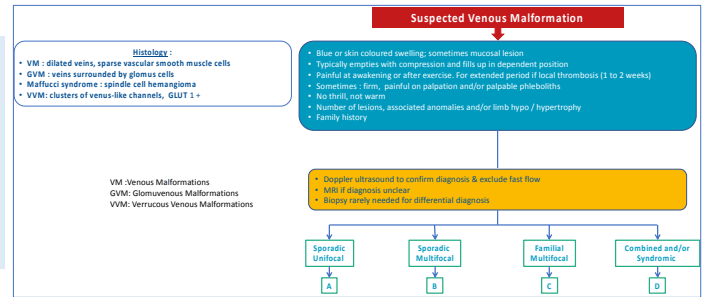 Suspected Venous Malformation
Histology :
• VM : dilated veins, sparse vascular smooth muscle cells
• GVM : veins surrounded by glomus cells
• Maffucci syndrome : spindle cell hemangioma
• VVM: clusters of venus-like channels, GLUT 1 +
• Blue or skin coloured swelling; sometimes mucosal lesion
• Typically empties with compression and fills up in dependent position
• Painful at awakening or after exercise. For extended period if local thrombosis (1 to 2 weeks)
• Sometimes : firm, painful on palpation and/or palpable phleboliths
• No thrill, not warm
• Number of lesions, associated anomalies and/or limb hypo / hypertrophy
• Family history
VM :Venous Malformations
GVM: Glomuvenous Malformations
VVM: Verrucous Venous Malformations
• Doppler ultrasound to confirm diagnosis & exclude fast flow
• MRI if diagnosis unclear
• Biopsy rarely needed for differential diagnosis
Sporadic
Unifocal
Sporadic
Multifocal
Familial
Multifocal
Combined and/or
Syndromic
A
B
C
D